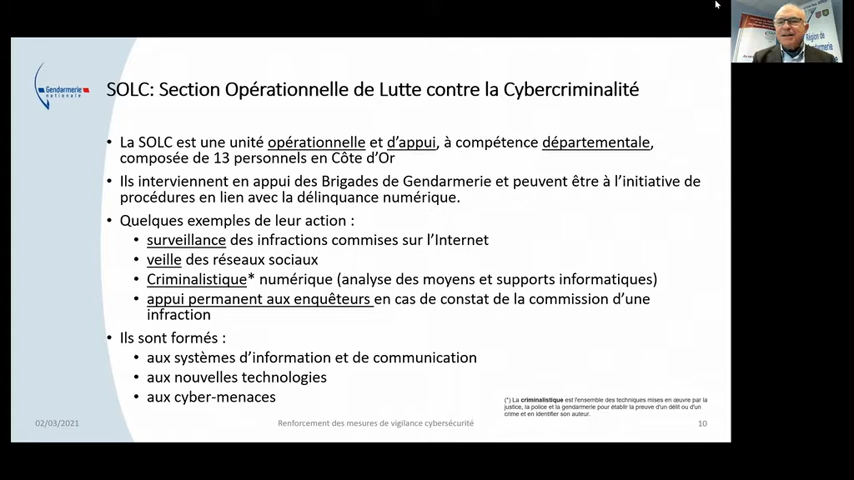 Gendarmerie
nationale
SOLC: Section Opérationnelle de Lutte contre la Cybercriminalité
• La SOLC est une unité opérationnelle et d'appui, à compétence départementale,
composée de 13 personnels en Côte d'Or
• Ils interviennent en appui des Brigades de Gendarmerie et peuvent être à l'initiative de
procédures en lien avec la délinquance numérique.
• Quelques exemples de leur action :
• surveillance des infractions commises sur l'Internet
• veille des réseaux sociaux
• Criminalistique* numérique (analyse des moyens et supports informatiques)
• appui permanent aux enquêteurs en cas de constat de la commission d'une
infraction
• Ils sont formés :
• aux systèmes d'information et de communication
• aux nouvelles technologies
• aux cyber-menaces
(*) La criminalistique est l'ensemble des techniques mises en œuvre par la
justice, la police et la gendarmerie pour établir la preuve d'un délit ou d'un
crime et en identifier son auteur.
02/03/2021
Renforcement des mesures de vigilance cybersécurité
10
Région de